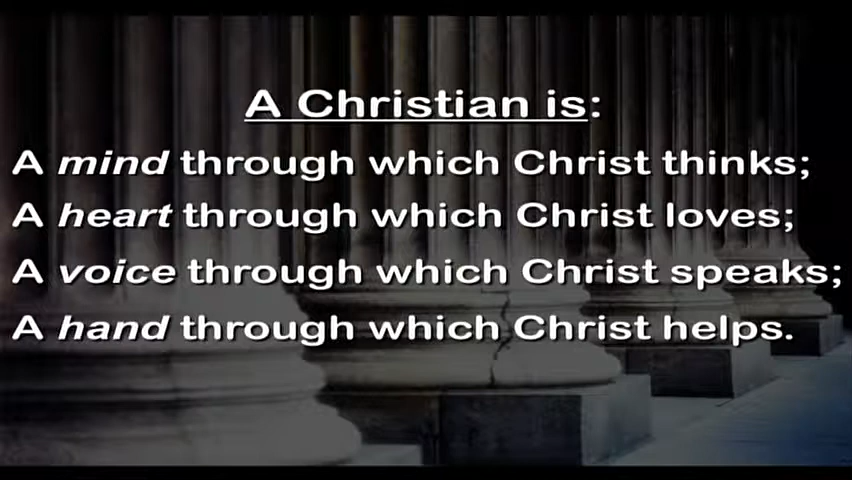 A Christian is:
A mind through which Christ thinks;
A heart through which Christ loves;
A voice through which Christ speaks;
A hand through which Christ helps.